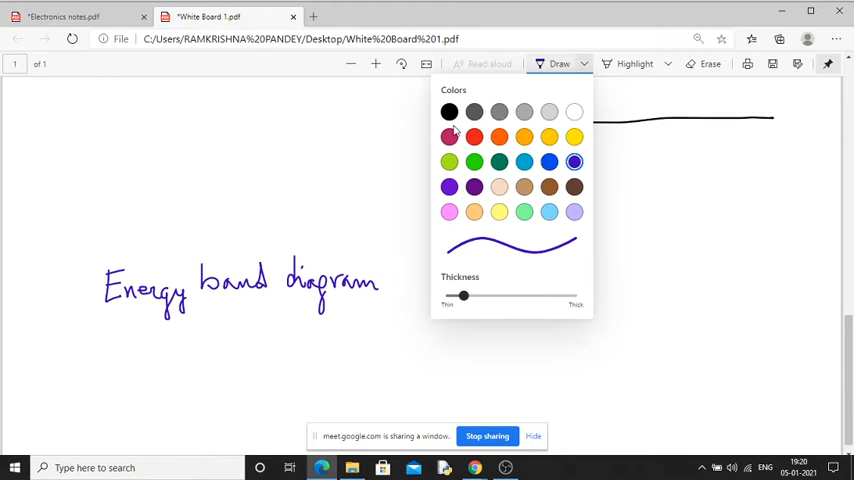 *Electronics notes.pdf
*White Board 1.pdf
File
C:/Users/RAMKRISHNA%20PANDEY/Desktop/White%20Board%201.pdf
1 of 1
Read aloud
Draw
Highlight
Erase
Colors
Thickness
Thin
Thick
Energy band diagram
meet.google.com is sharing a window.
Stop sharing
Hide
Type here to search
ENG
19:20
05-01-2021